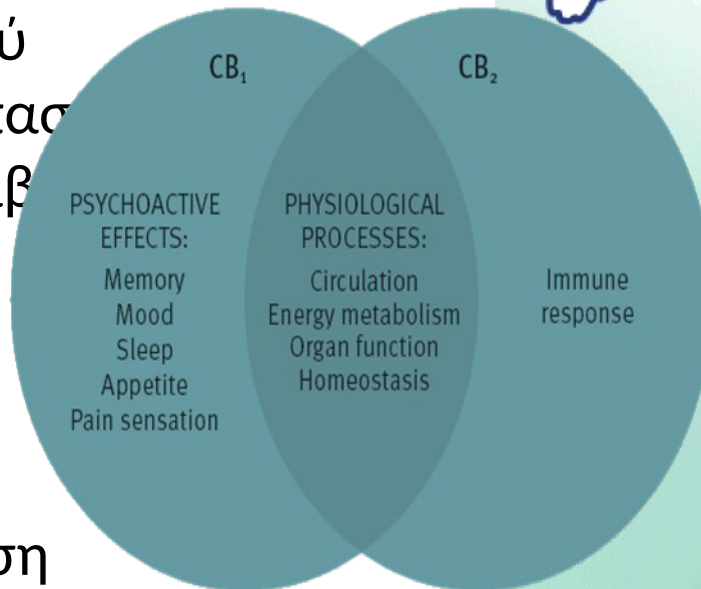 CB₁
CB₂
PSYCHOACTIVE
EFFECTS:
Memory
Mood
Sleep
Appetite
Pain sensation
PHYSIOLOGICAL
PROCESSES:
Circulation
Energy metabolism
Organ function
Homeostasis
Immune
response